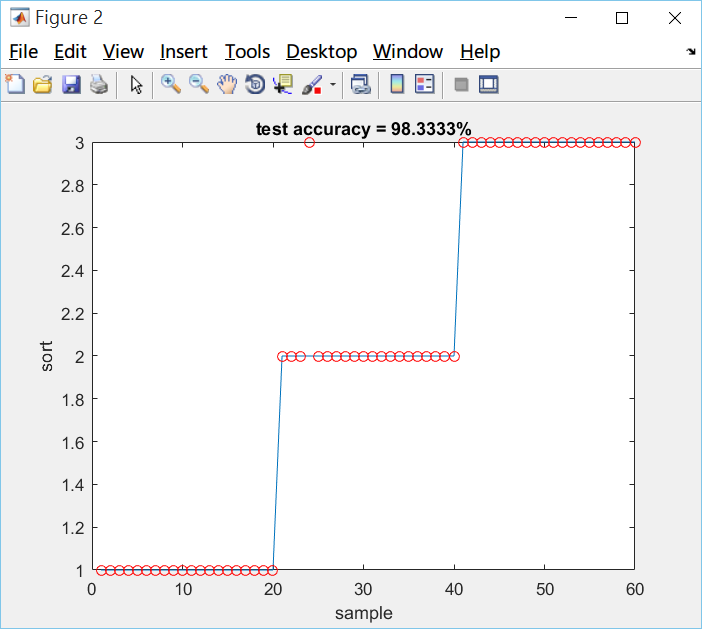 Figure 2
File Edit View Insert Tools Desktop Window Help
test accuracy = 98.3333%
3
2.8
2.6
2.4
2.2
2
1.8
1.6
1.4
1.2
1
sort
0 10 20 30 40 50 60
sample